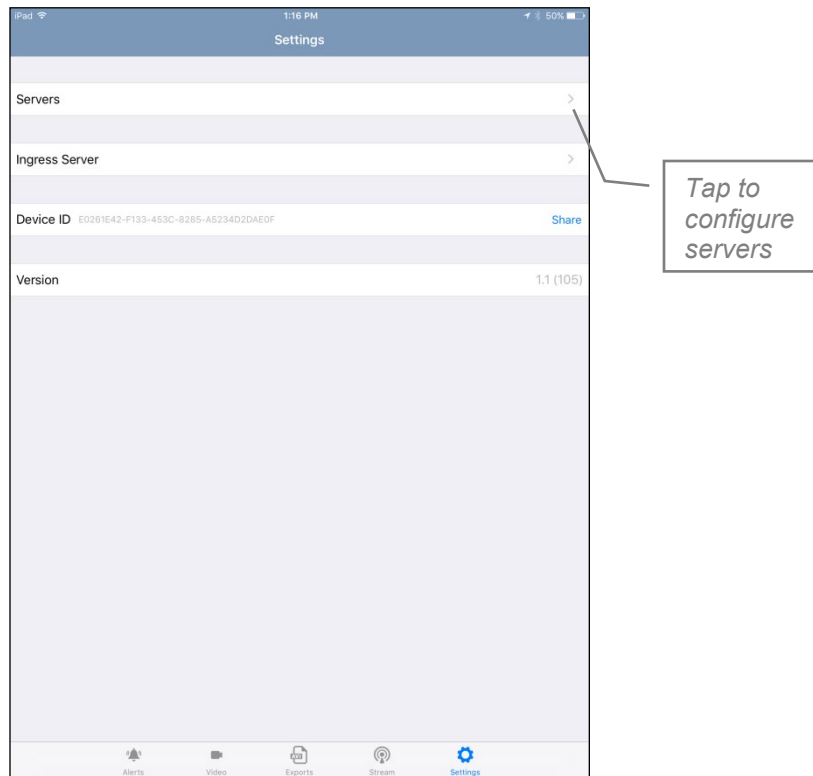 iPad 1:16 PM 50%
Settings
Servers
Ingress Server
Device ID E0261E42-F133-453C-8285-A5234D2DAE0F Share
Version 1.1 (105)
Tap to
configure
servers
AVI
Alerts Video Exports Stream Settings